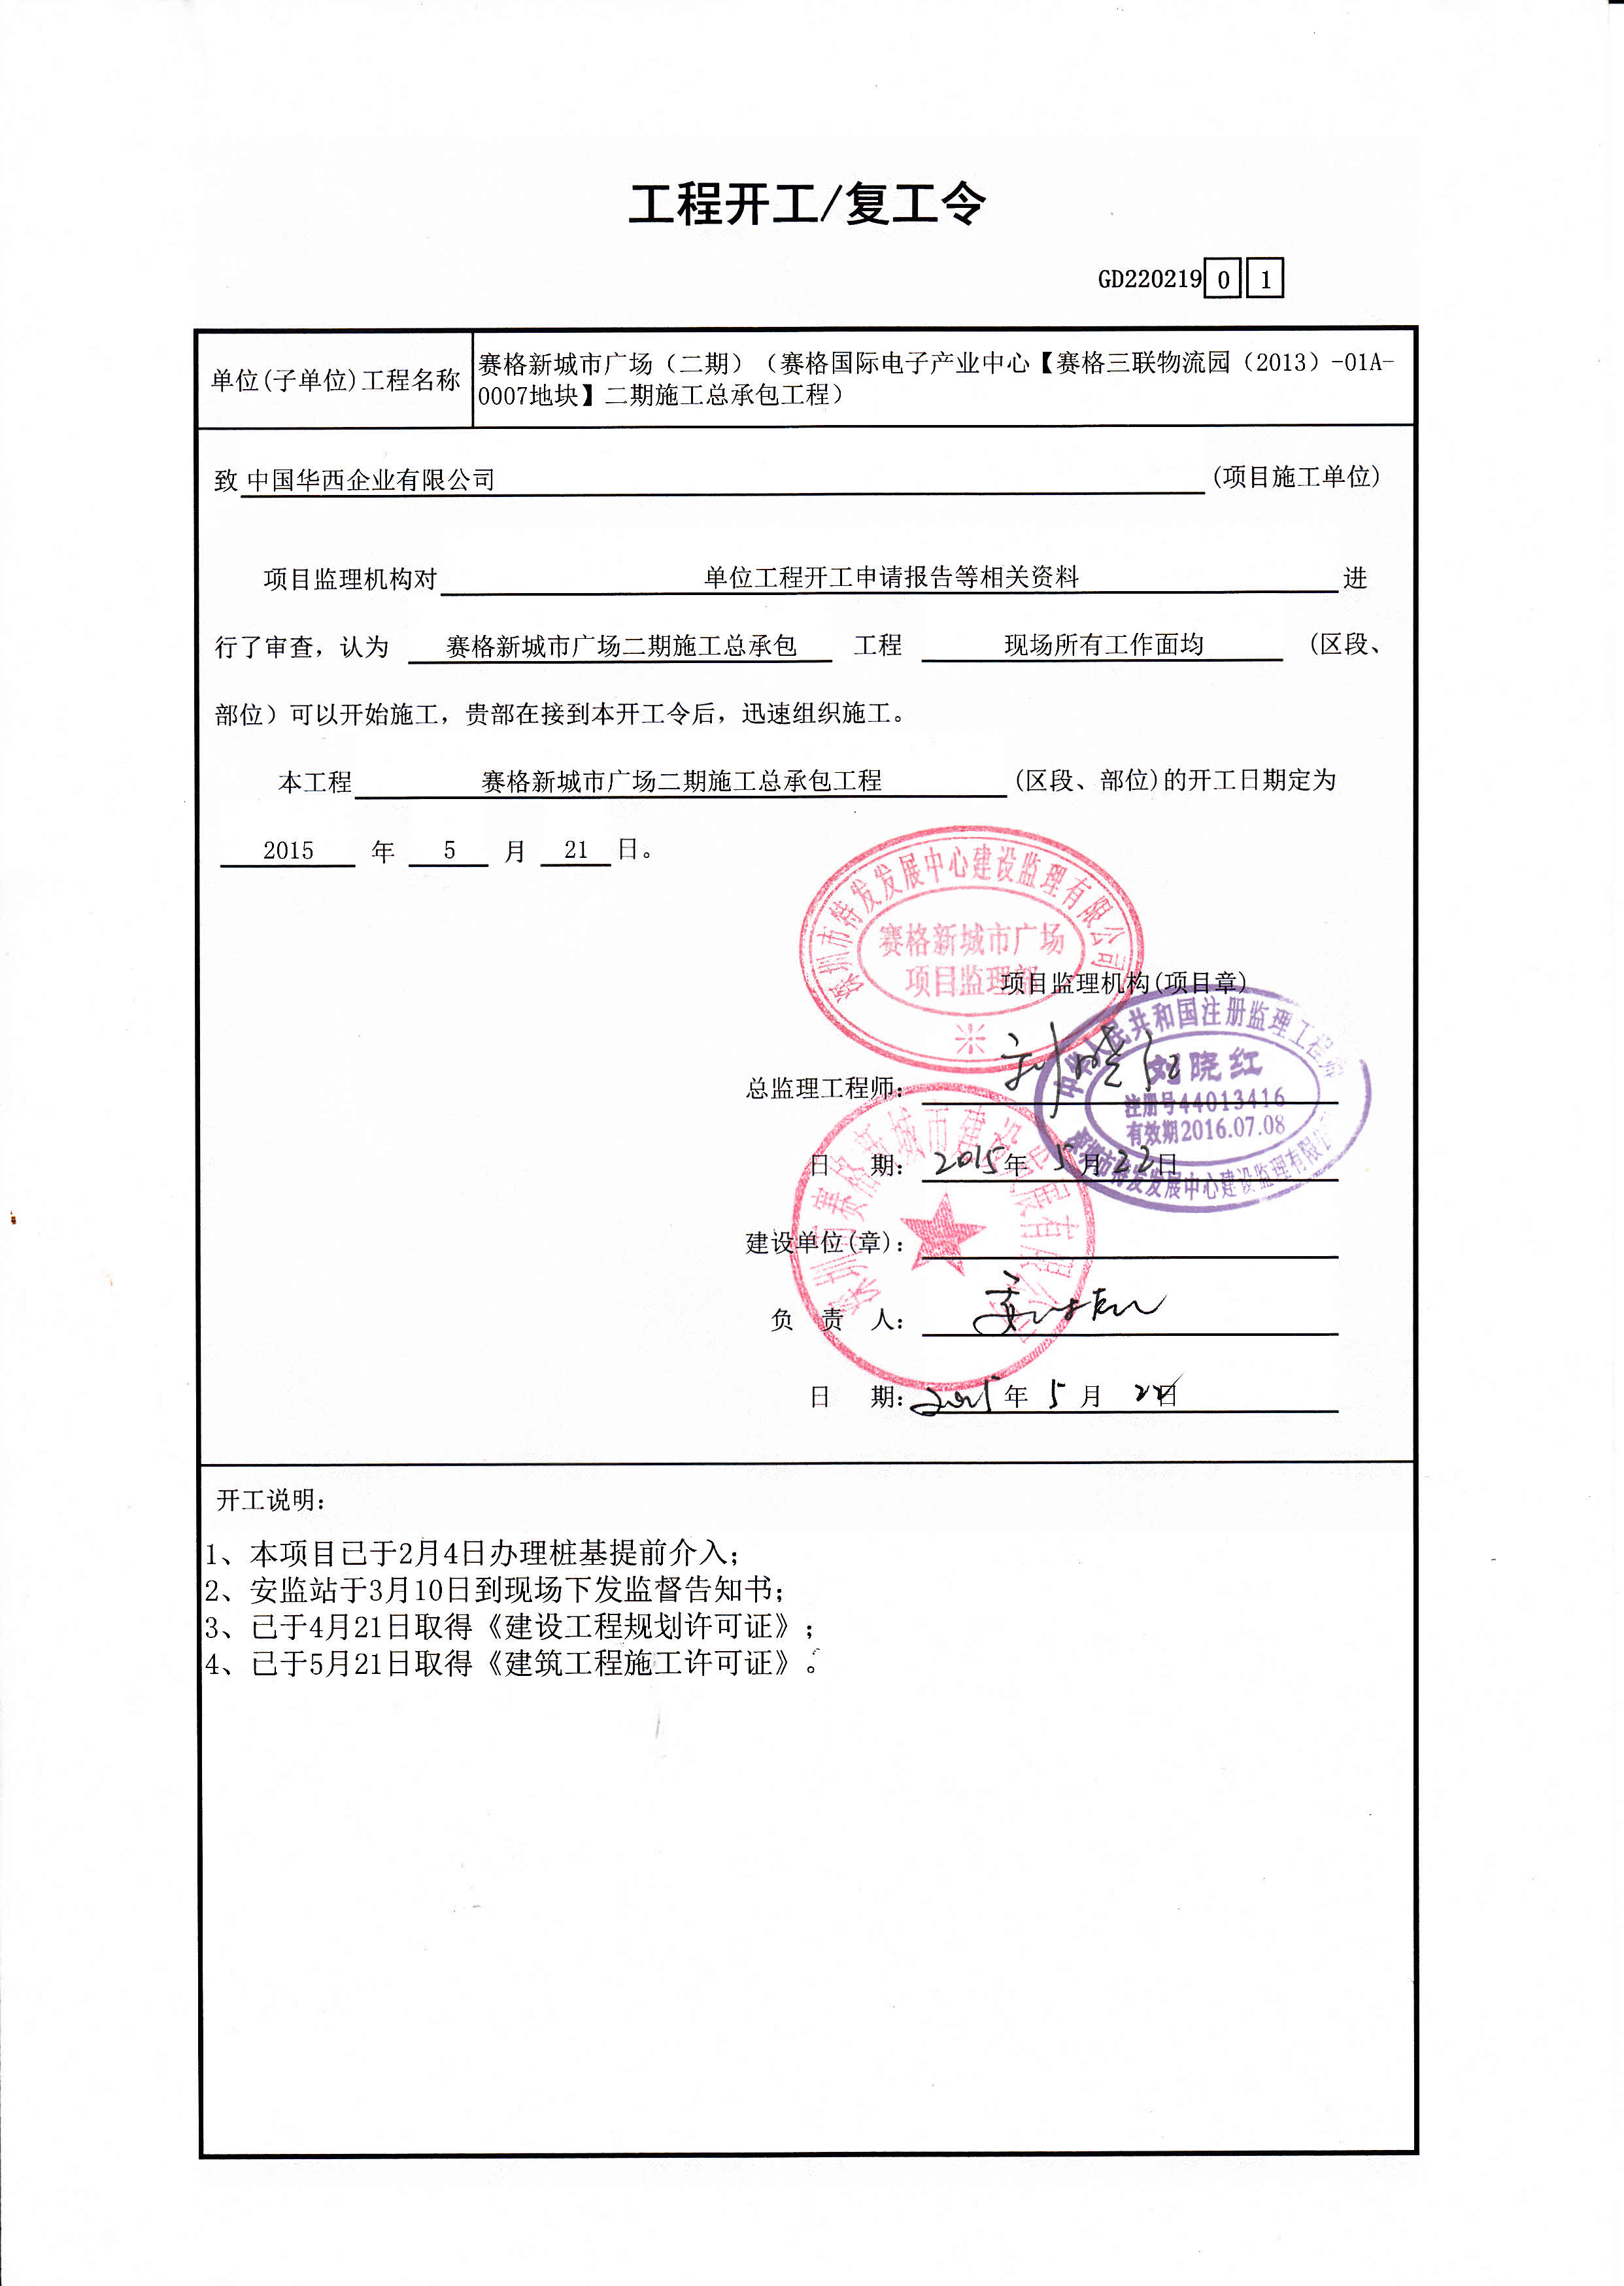 工程开工/复工令
GD220219 0 1
单位(子单位)工程名称
赛格新城市广场（二期）（赛格国际电子产业中心【赛格三联物流园（2013）-01A-
0007地块】二期施工总承包工程）
致 中国华西企业有限公司 (项目施工单位)
项目监理机构对 单位工程开工申请报告等相关资料 进
行了审查，认为 赛格新城市广场二期施工总承包 工程 现场所有工作面均 （区段、
部位）可以开始施工，贵部在接到本开工令后，迅速组织施工。
本工程 赛格新城市广场二期施工总承包工程 (区段、部位)的开工日期定为
2015 年 5 月 21 日。
深圳市特发发展中心建设监理有限公司
赛格新城市广场
项目监理部
项目监理机构(项目章)
中华人民共和国注册监理工程师
刘晓红
注册号44013416
有效期2016.07.08
深圳市特发发展中心建设监理有限公司
总监理工程师：刘晓红
日 期：2015年 5月22日
建设单位(章)：
负 责 人：
日 期：2015年 5 月 22日
开工说明：
1、本项目已于2月4日办理桩基提前介入；
2、安监站于3月10日到现场下发监督告知书；
3、已于4月21日取得《建设工程规划许可证》；
4、已于5月21日取得《建筑工程施工许可证》。